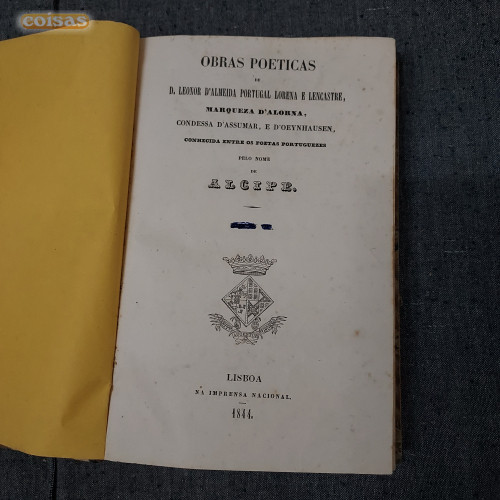 coisas
OBRAS POETICAS
DE
D. LEONOR D'ALMEIDA PORTUGAL LORENA E LENCASTRE,
MARQUEZA D'ALORNA,
CONDESSA D'ASSUMAR, E D'OEYNHAUSEN,
CONHECIDA ENTRE OS POETAS PORTUGUEZES
PELO NOME
DE
ALCIPE.
LISBOA
NA IMPRENSA NACIONAL.
1844.